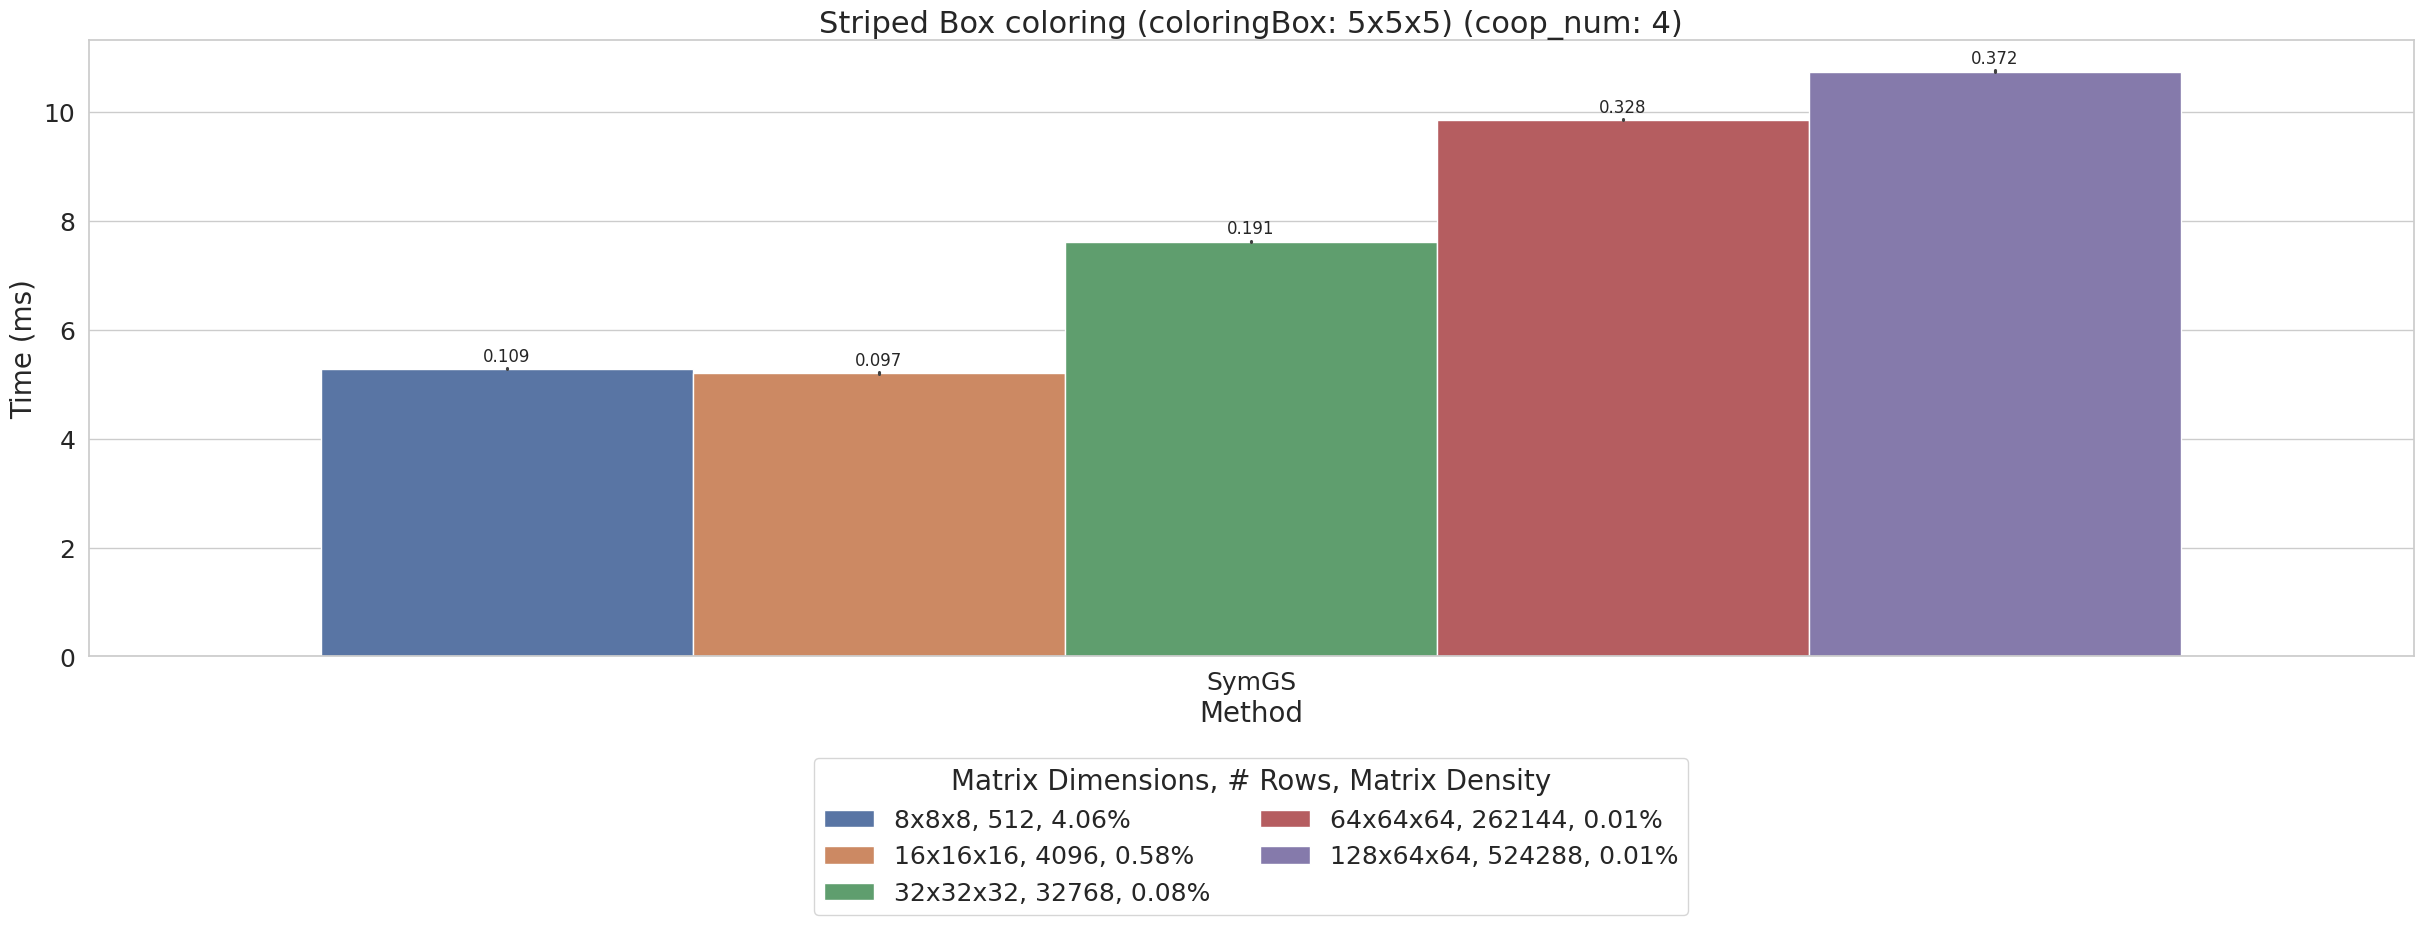 Striped Box coloring (coloringBox: 5x5x5) (coop_num: 4)
Time (ms)
10
8
6
4
2
0
0.109
0.097
0.191
0.328
0.372
SymGS
Method
Matrix Dimensions, # Rows, Matrix Density
8x8x8, 512, 4.06%
16x16x16, 4096, 0.58%
32x32x32, 32768, 0.08%
64x64x64, 262144, 0.01%
128x64x64, 524288, 0.01%